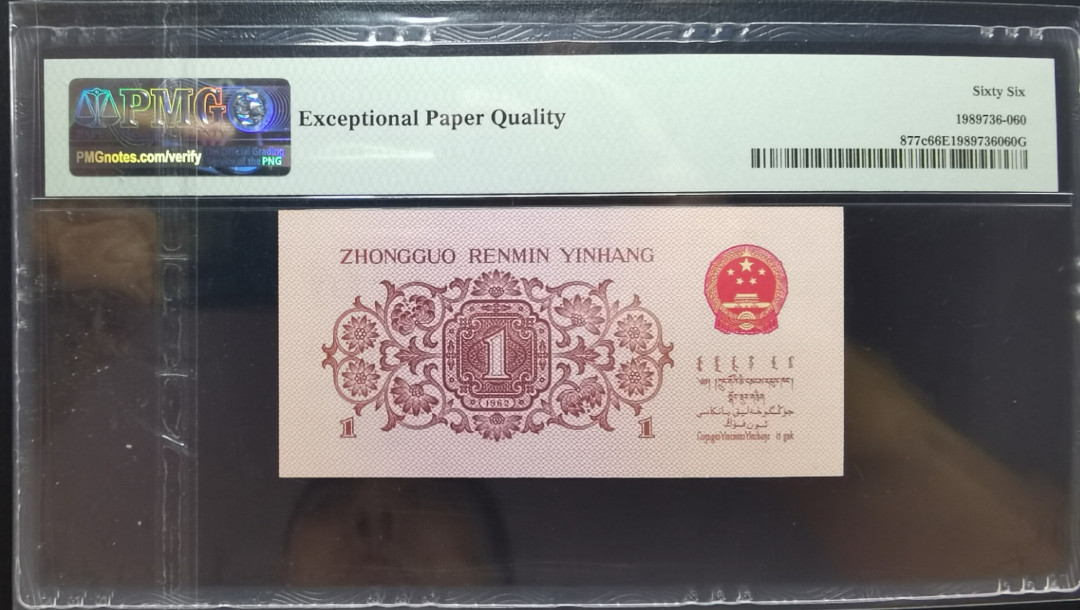 PMG
PMGnotes.com/verify
PNG
Exceptional Paper Quality
Sixty Six
1989736-060
877c66E1989736060G
ZHONGGUO RENMIN YINHANG
1
1962
1
1